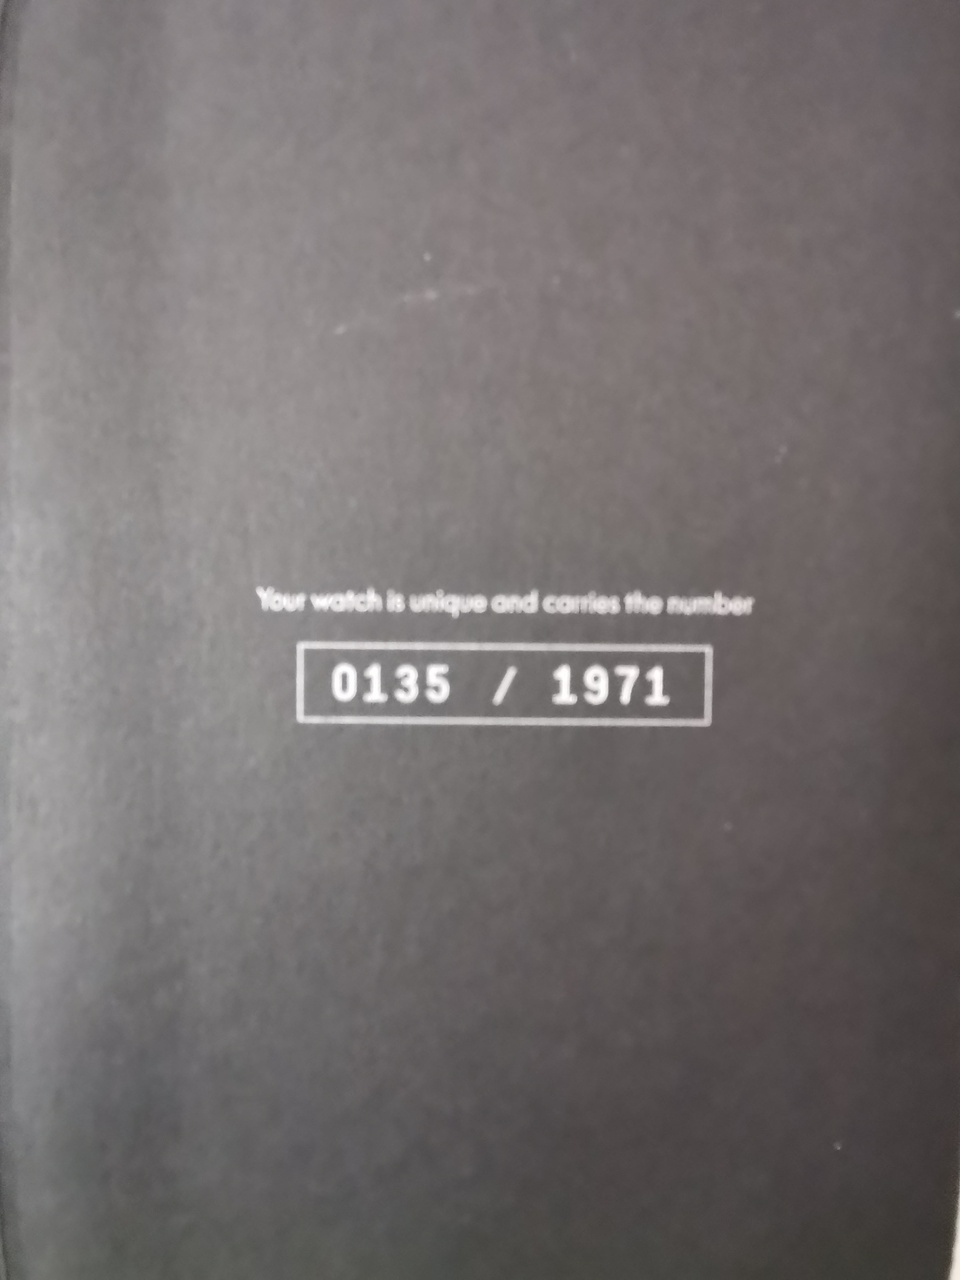 Your watch is unique and carries the number
0135 / 1971